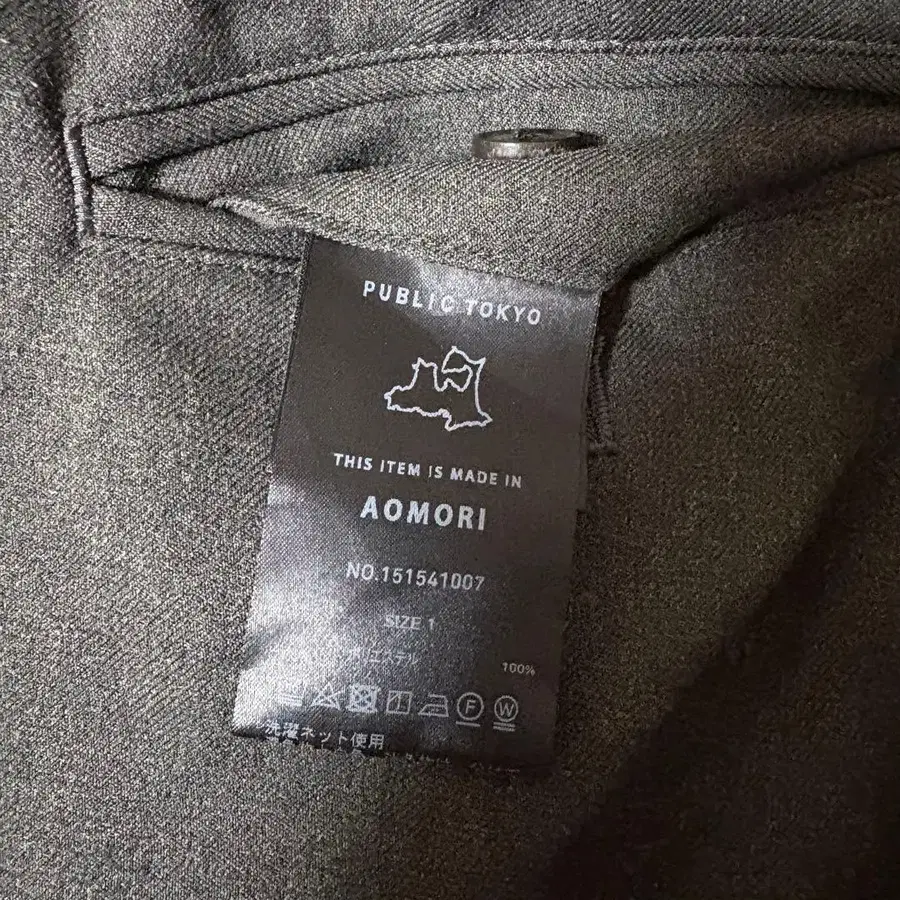 PUBLIC TOKYO
THIS ITEM IS MADE IN
AOMORI
NO.151541007
SIZE 1
ポリエステル 100%
F W
洗濯ネット使用